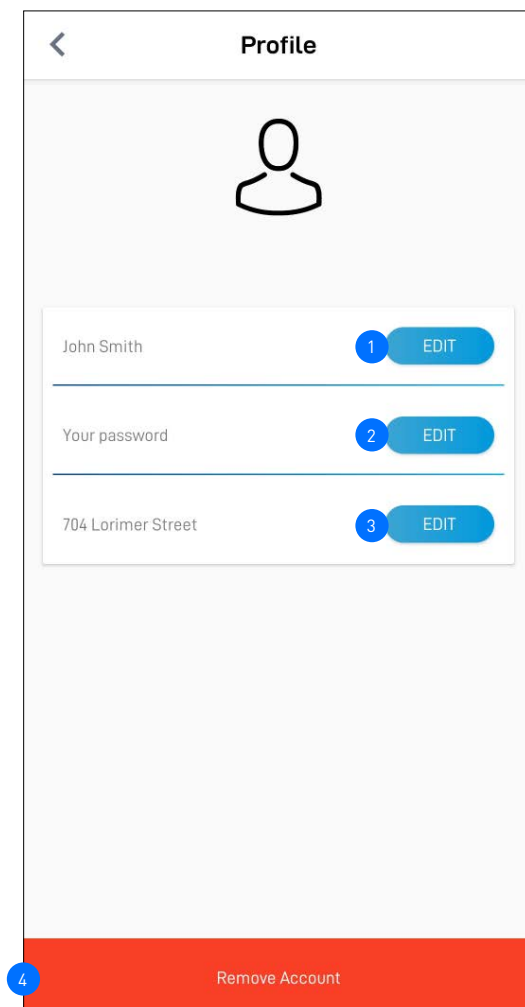 Profile
John Smith 1 EDIT
Your password 2 EDIT
704 Lorimer Street 3 EDIT
4 Remove Account